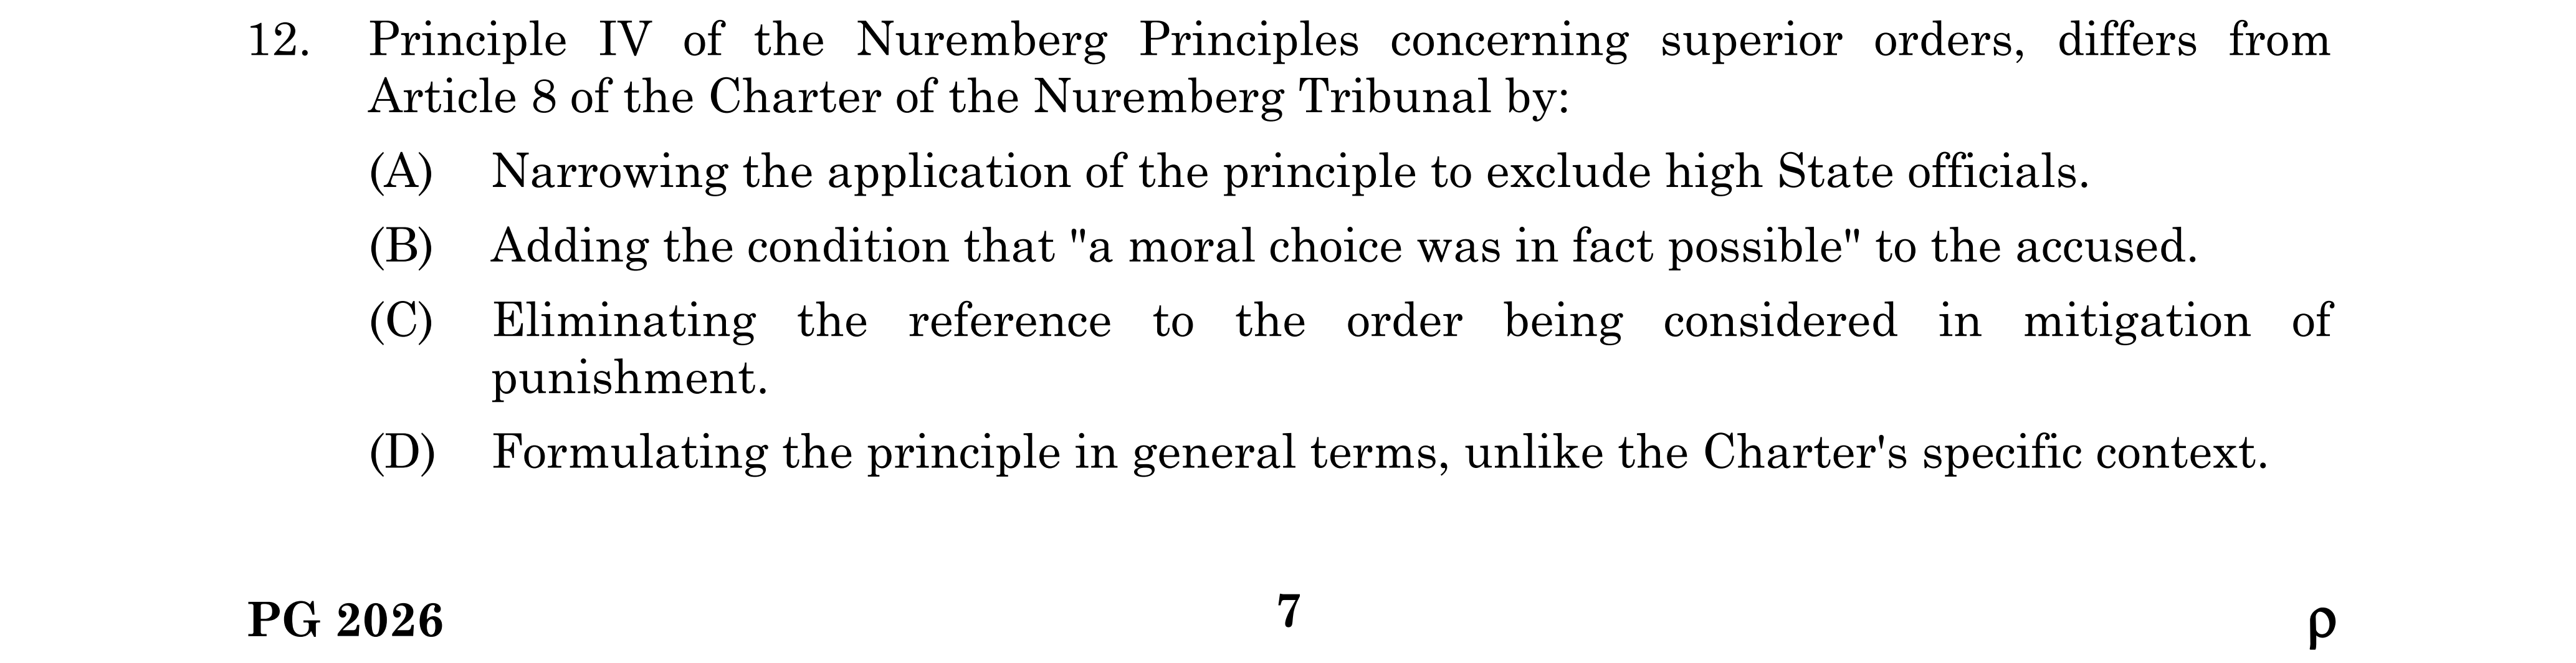 12. Principle IV of the Nuremberg Principles concerning superior orders, differs from
Article 8 of the Charter of the Nuremberg Tribunal by:
(A) Narrowing the application of the principle to exclude high State officials.
(B) Adding the condition that "a moral choice was in fact possible" to the accused.
(C) Eliminating the reference to the order being considered in mitigation of
punishment.
(D) Formulating the principle in general terms, unlike the Charter's specific context.
PG 2026 7 ρ